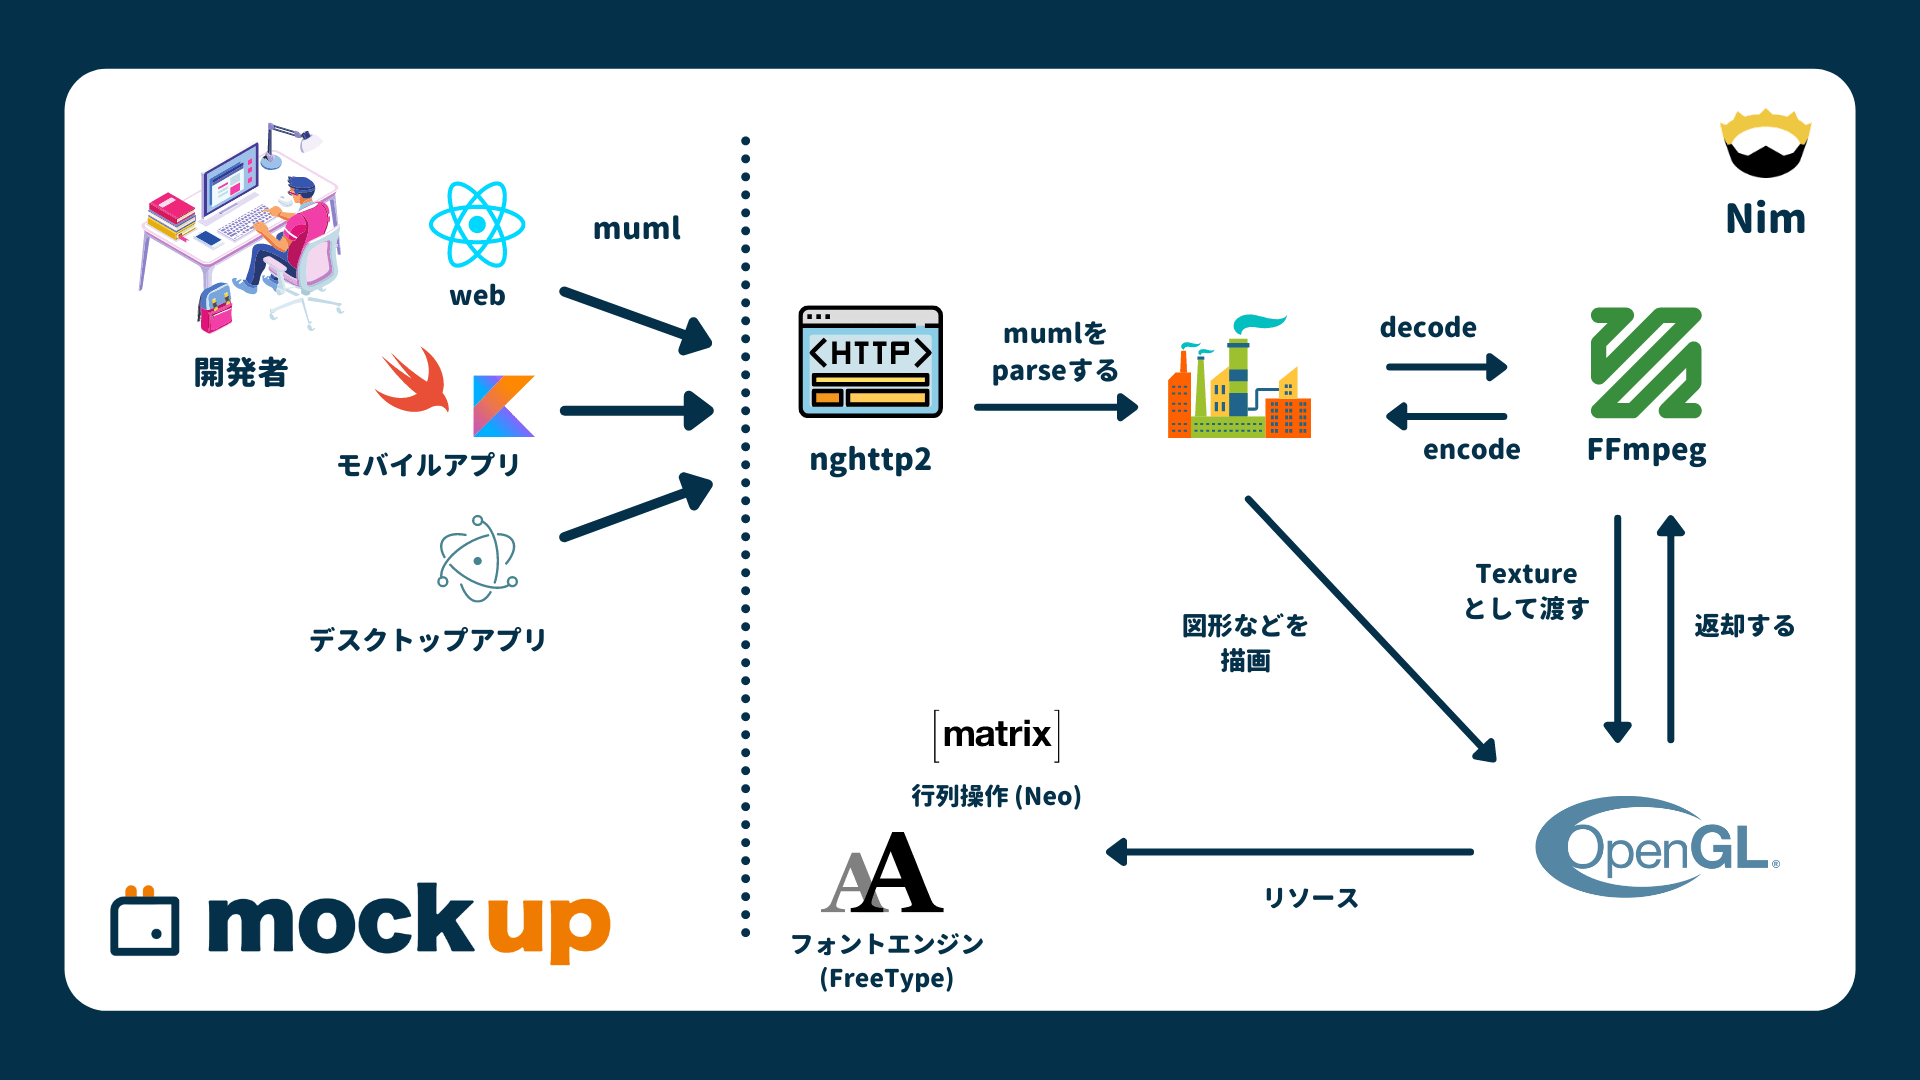 開発者
web
muml
モバイルアプリ
デスクトップアプリ
mockup
<HTTP>
nghttp2
mumlを
parseする
decode
encode
FFmpeg
Nim
図形などを
描画
Texture
として渡す
返却する
[matrix]
行列操作 (Neo)
AA
フォントエンジン
(FreeType)
リソース
OpenGL®